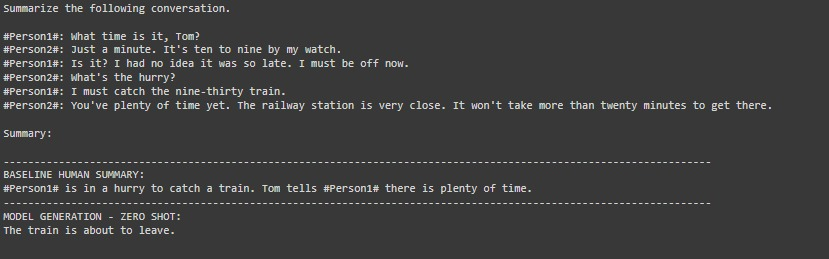 Summarize the following conversation.
#Person1#: What time is it, Tom?
#Person2#: Just a minute. It's ten to nine by my watch.
#Person1#: Is it? I had no idea it was so late. I must be off now.
#Person2#: What's the hurry?
#Person1#: I must catch the nine-thirty train.
#Person2#: You've plenty of time yet. The railway station is very close. It won't take more than twenty minutes to get there.
Summary:
---------------------------------------------------------------------------------------------------
BASELINE HUMAN SUMMARY:
#Person1# is in a hurry to catch a train. Tom tells #Person1# there is plenty of time.
---------------------------------------------------------------------------------------------------
MODEL GENERATION - ZERO SHOT:
The train is about to leave.